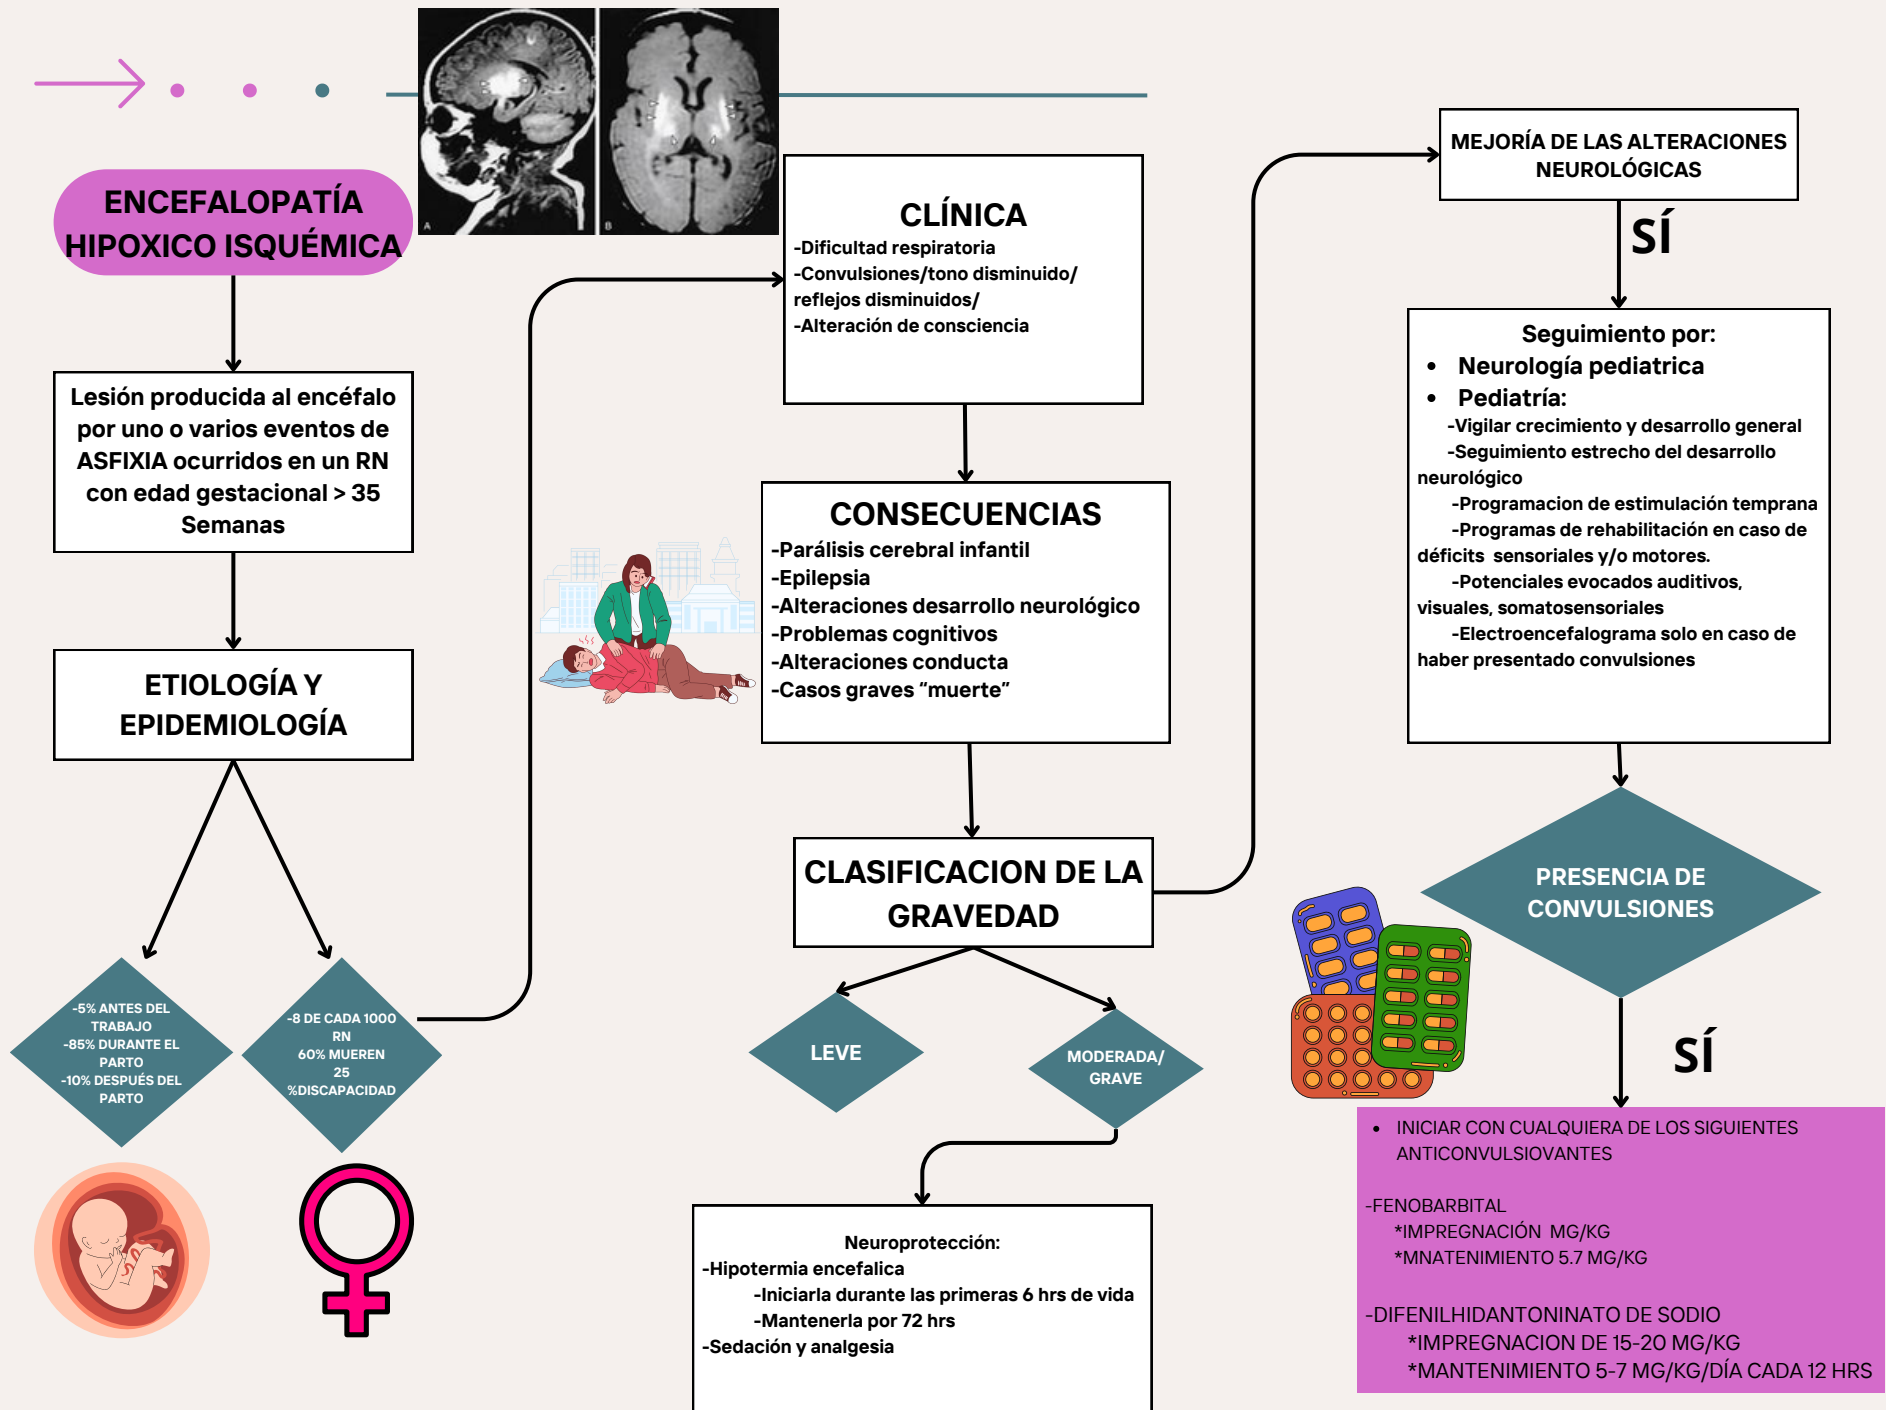 ENCEFALOPATÍA
HIPOXICO ISQUÉMICA
Lesión producida al encéfalo
por uno o varios eventos de
ASFIXIA ocurridos en un RN
con edad gestacional > 35
Semanas
ETIOLOGÍA Y
EPIDEMIOLOGÍA
-5% ANTES DEL
TRABAJO
-85% DURANTE EL
PARTO
-10% DESPUÉS DEL
PARTO
-8 DE CADA 1000
RN
60% MUEREN
25
%DISCAPACIDAD
A
B
CLÍNICA
-Dificultad respiratoria
-Convulsiones/tono disminuido/
reflejos disminuidos/
-Alteración de consciencia
CONSECUENCIAS
-Parálisis cerebral infantil
-Epilepsia
-Alteraciones desarrollo neurológico
-Problemas cognitivos
-Alteraciones conducta
-Casos graves “muerte”
CLASIFICACION DE LA
GRAVEDAD
LEVE
MODERADA/
GRAVE
Neuroprotección:
-Hipotermia encefalica
-Iniciarla durante las primeras 6 hrs de vida
-Mantenerla por 72 hrs
-Sedación y analgesia
MEJORÍA DE LAS ALTERACIONES
NEUROLÓGICAS
SÍ
Seguimiento por:
• Neurología pediatrica
• Pediatría:
-Vigilar crecimiento y desarrollo general
-Seguimiento estrecho del desarrollo
neurológico
-Programacion de estimulación temprana
-Programas de rehabilitación en caso de
déficits sensoriales y/o motores.
-Potenciales evocados auditivos,
visuales, somatosensoriales
-Electroencefalograma solo en caso de
haber presentado convulsiones
PRESENCIA DE
CONVULSIONES
SÍ
• INICIAR CON CUALQUIERA DE LOS SIGUIENTES
ANTICONVULSIOVANTES
-FENOBARBITAL
*IMPREGNACIÓN MG/KG
*MNATENIMIENTO 5.7 MG/KG
-DIFENILHIDANTONINATO DE SODIO
*IMPREGNACION DE 15-20 MG/KG
*MANTENIMIENTO 5-7 MG/KG/DÍA CADA 12 HRS